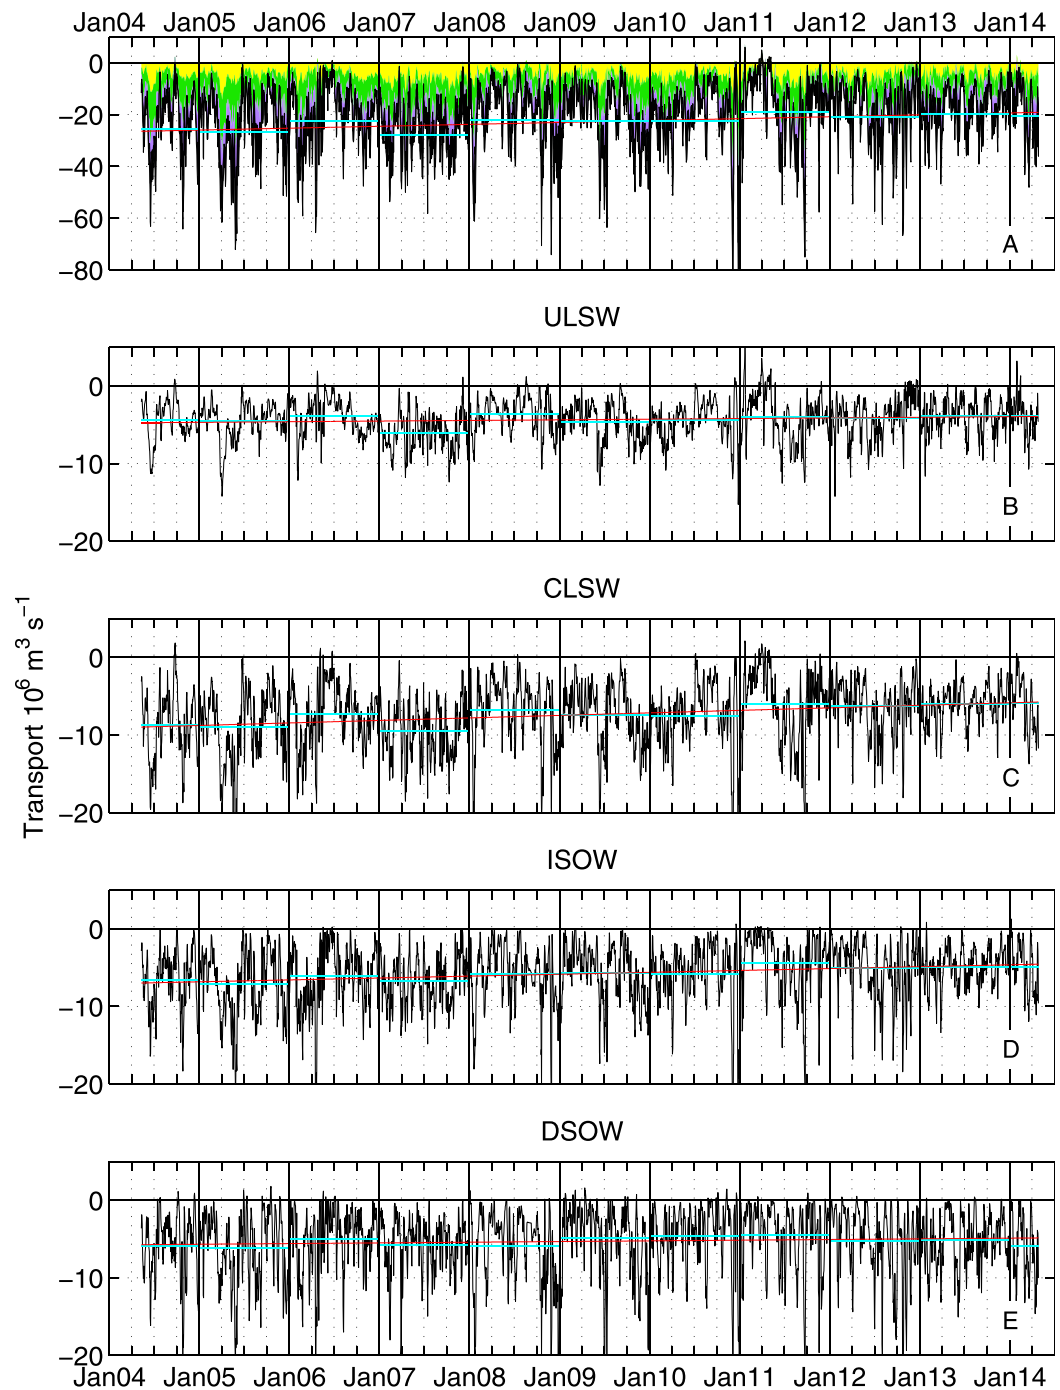 Jan04 Jan05 Jan06 Jan07 Jan08 Jan09 Jan10 Jan11 Jan12 Jan13 Jan14
0
−20
−40
−60
−80
A
ULSW
0
−10
−20
B
CLSW
0
−10
−20
C
Transport 10⁶ m³ s⁻¹
ISOW
0
−10
−20
D
DSOW
0
−10
−20
E
Jan04 Jan05 Jan06 Jan07 Jan08 Jan09 Jan10 Jan11 Jan12 Jan13 Jan14